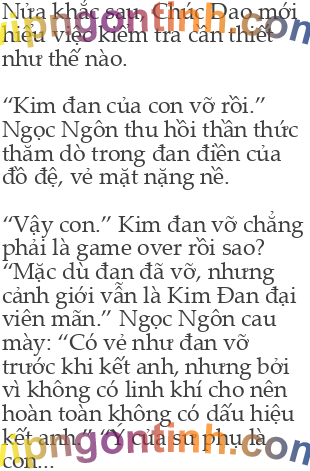 Nửa khắc sau, Chúc Dao mới
hiểu việc kiểm tra cần thiết
như thế nào.
“Kim đan của con vỡ rồi.”
Ngọc Ngôn thu hồi thần thức
thăm dò trong đan điền của
đồ đệ, vẻ mặt nặng nề.
“Vậy con.” Kim đan vỡ chẳng
phải là game over rồi sao?
“Mặc dù đan đã vỡ, nhưng
cảnh giới vẫn là Kim Đan đại
viên mãn.” Ngọc Ngôn cau
mày: “Có vẻ như đan vỡ
trước khi kết anh, nhưng bởi
vì không có linh khí cho nên
hoàn toàn không có dấu hiệu
kết anh.” “Ý của sư phụ là
con...
vipngontinh.com
vipngontinh.com